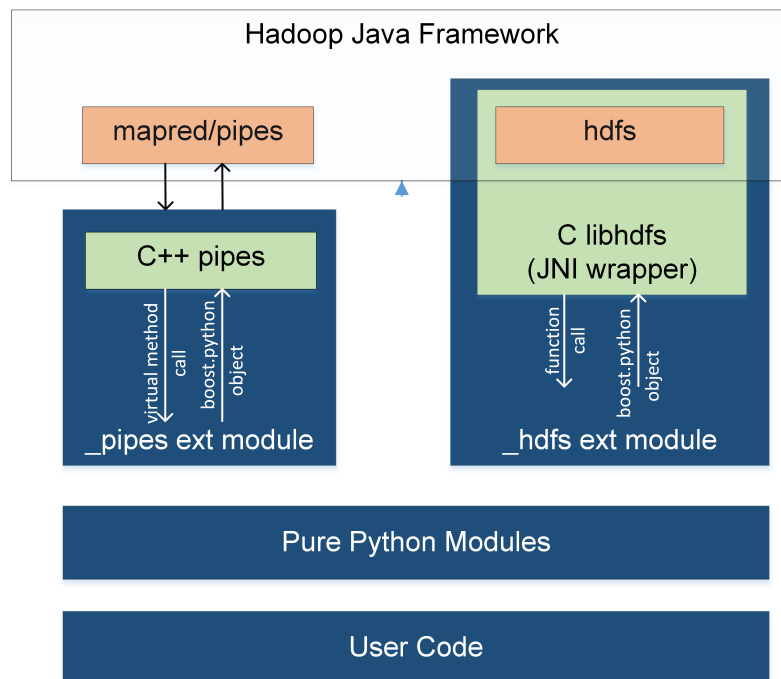 Hadoop Java Framework
mapred/pipes
hdfs
C++ pipes
C libhdfs
(JNI wrapper)
virtual method
call
boost.python
object
function
call
boost.python
object
_pipes ext module
_hdfs ext module
Pure Python Modules
User Code